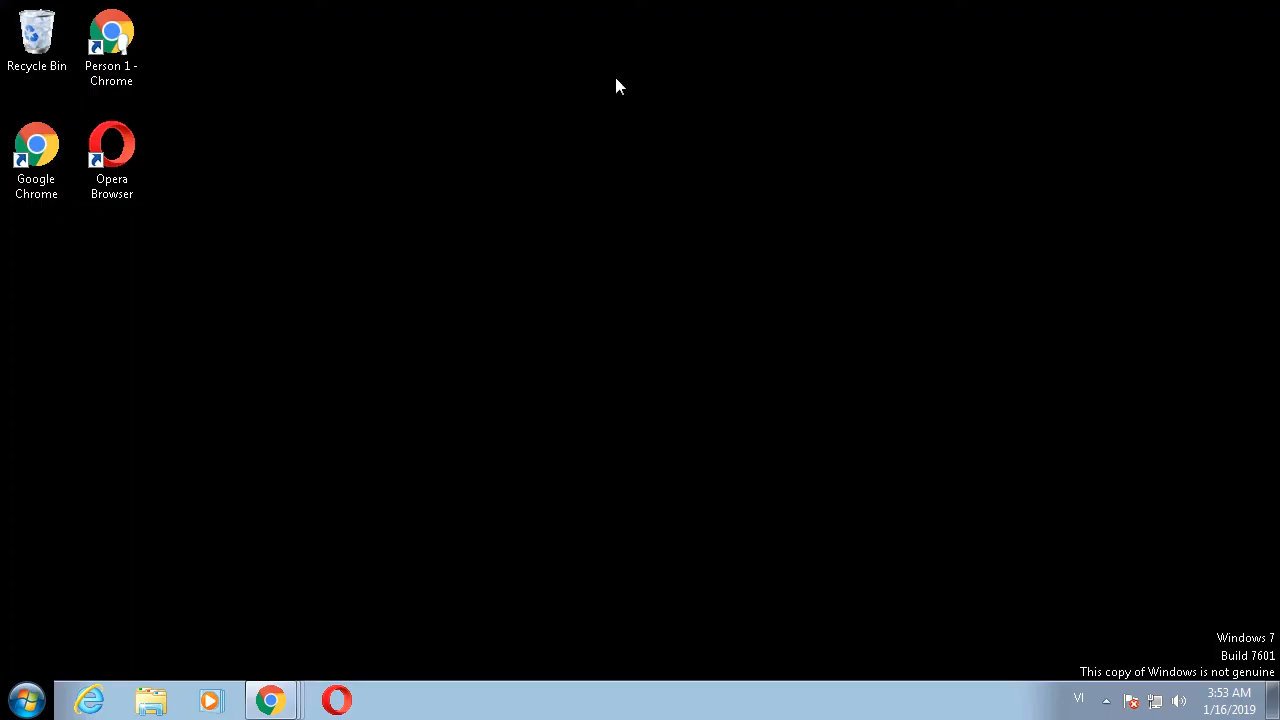 Recycle Bin
Person 1 -
Chrome
Google
Chrome
Opera
Browser
Windows 7
Build 7601
This copy of Windows is not genuine
VI
3:53 AM
1/16/2019